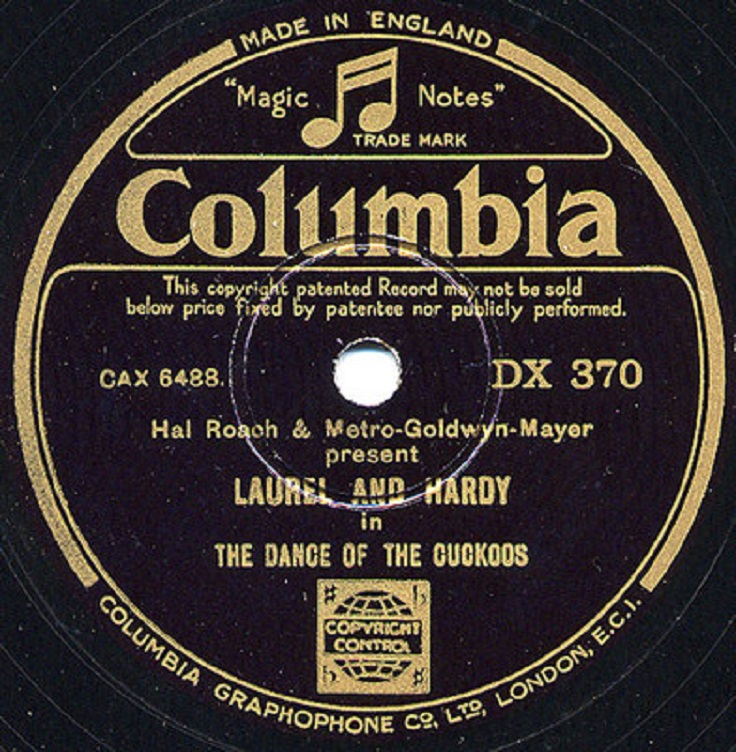 MADE IN ENGLAND
"Magic Notes"
TRADE MARK
Columbia
This copyright patented Record may not be sold
below price fixed by patentee nor publicly performed.
CAX 6488. DX 370
Hal Roach & Metro-Goldwyn-Mayer
present
LAUREL AND HARDY
in
THE DANCE OF THE CUCKOOS
COPYRIGHT
CONTROL
COLUMBIA GRAPHOPHONE CO, LTD, LONDON, E.C.1.